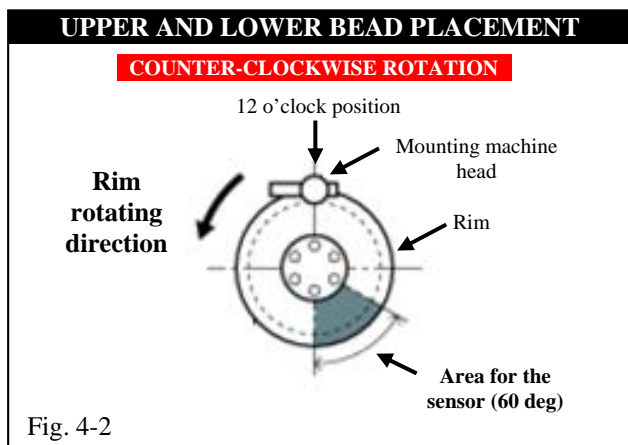 UPPER AND LOWER BEAD PLACEMENT
COUNTER-CLOCKWISE ROTATION
12 o’clock position
Mounting machine
head
Rim
rotating
direction
Rim
Area for the
sensor (60 deg)
Fig. 4-2